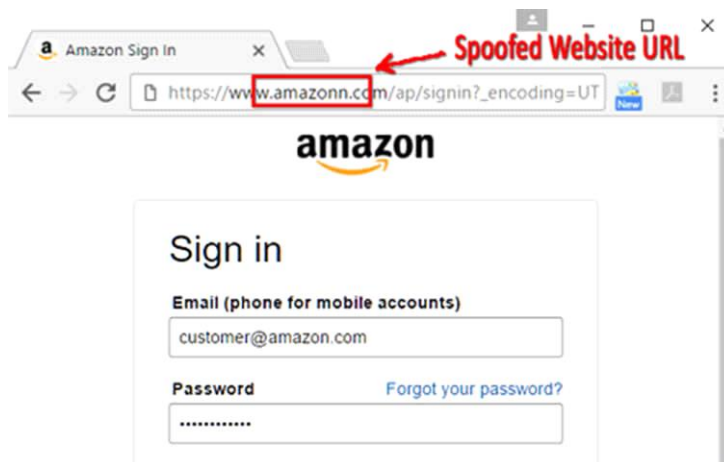 Amazon Sign In
Spoofed Website URL
https://www.amazonn.com/ap/signin?_encoding=UT
New
amazon
Sign in
Email (phone for mobile accounts)
customer@amazon.com
Password Forgot your password?
••••••••••••